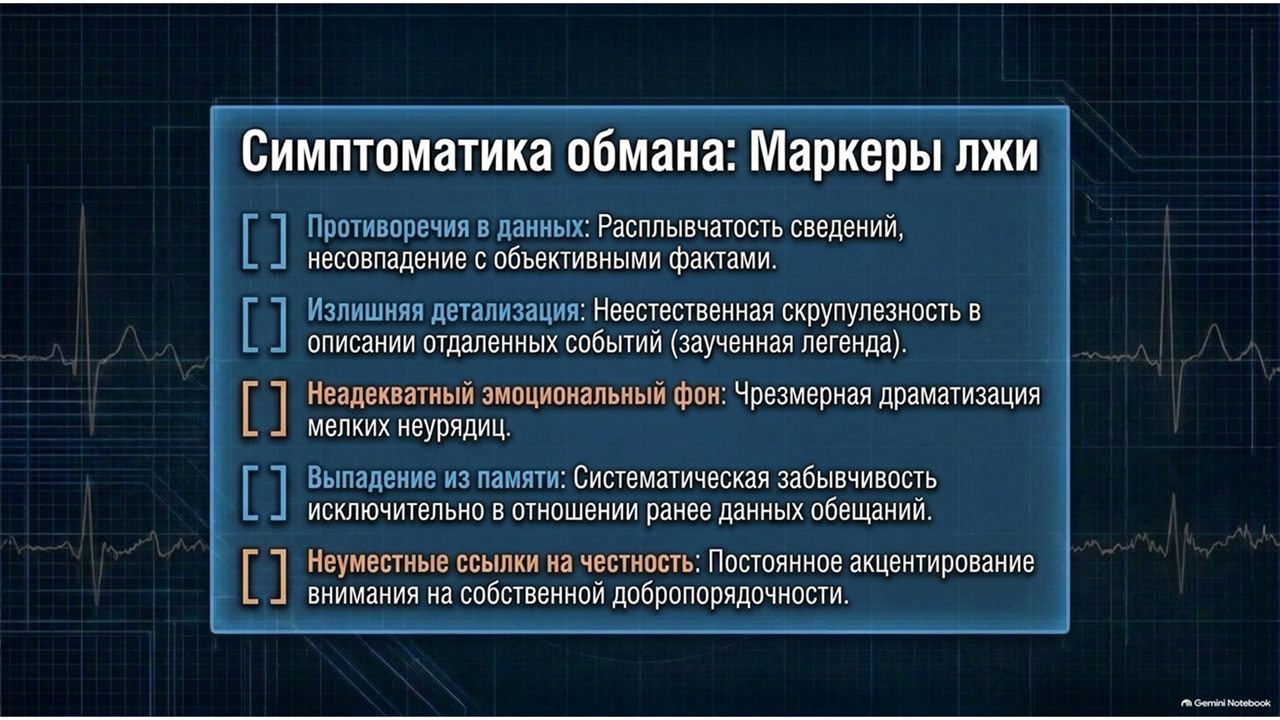 Симптоматика обмана: Маркеры лжи
[ ] Противоречия в данных: Расплывчатость сведений,
несовпадение с объективными фактами.
[ ] Излишняя детализация: Неестественная скрупулезность в
описании отдаленных событий (заученная легенда).
[ ] Неадекватный эмоциональный фон: Чрезмерная драматизация
мелких неурядиц.
[ ] Выпадение из памяти: Систематическая забывчивость
исключительно в отношении ранее данных обещаний.
[ ] Неуместные ссылки на честность: Постоянное акцентирование
внимания на собственной добропорядочности.
Gemini Notebook